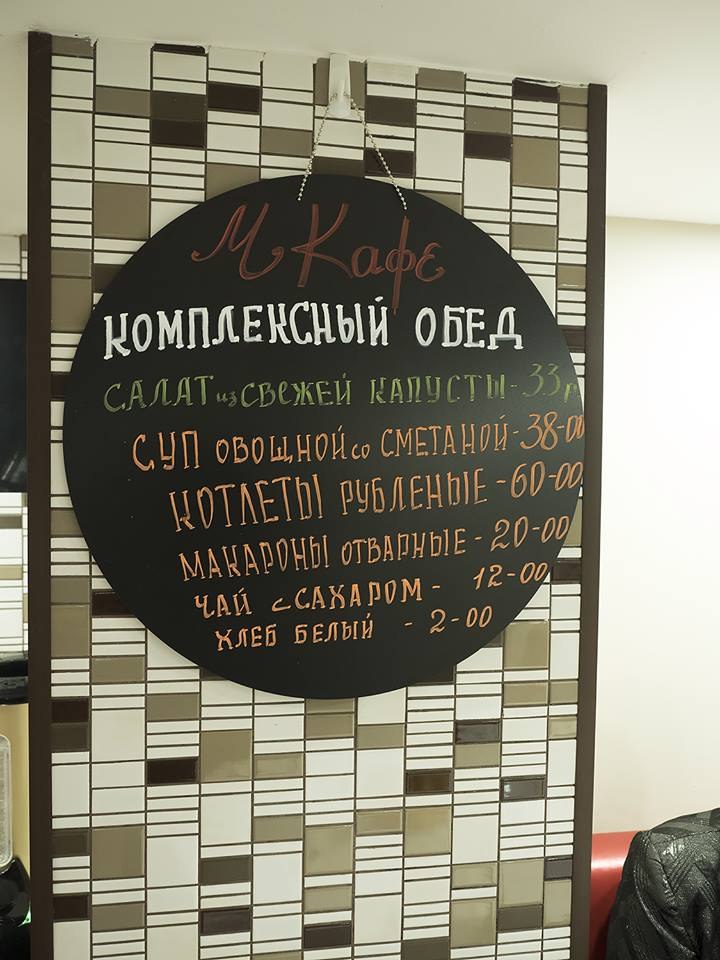 М Кафе
КОМПЛЕКСНЫЙ ОБЕД
САЛАТ из СВЕЖЕЙ КАПУСТЫ - 33 р
СУП ОВОЩНОЙ со СМЕТАНОЙ - 38-00
КОТЛЕТЫ РУБЛЕНЫЕ - 60-00
МАКАРОНЫ ОТВАРНЫЕ - 20-00
ЧАЙ с САХАРОМ - 12-00
ХЛЕБ БЕЛЫЙ - 2-00